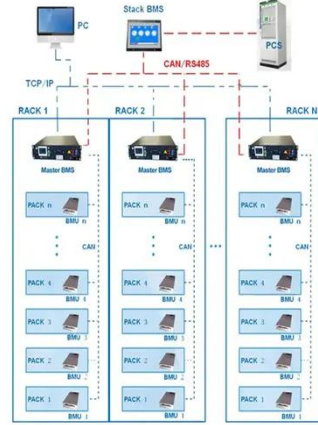 PC
Stack BMS
PCS
CAN/RS485
TCP/IP
RACK 1
RACK 2
RACK N
Master BMS
Master BMS
Master BMS
PACK n
BMU n
PACK n
BMU n
PACK n
BMU n
CAN
CAN
CAN
PACK 4
BMU 4
PACK 4
BMU 4
PACK 4
BMU 4
PACK 3
BMU 3
PACK 3
BMU 3
PACK 3
BMU 3
PACK 2
BMU 2
PACK 2
BMU 2
PACK 2
BMU 2
PACK 1
BMU 1
PACK 1
BMU 1
PACK 1
BMU 1